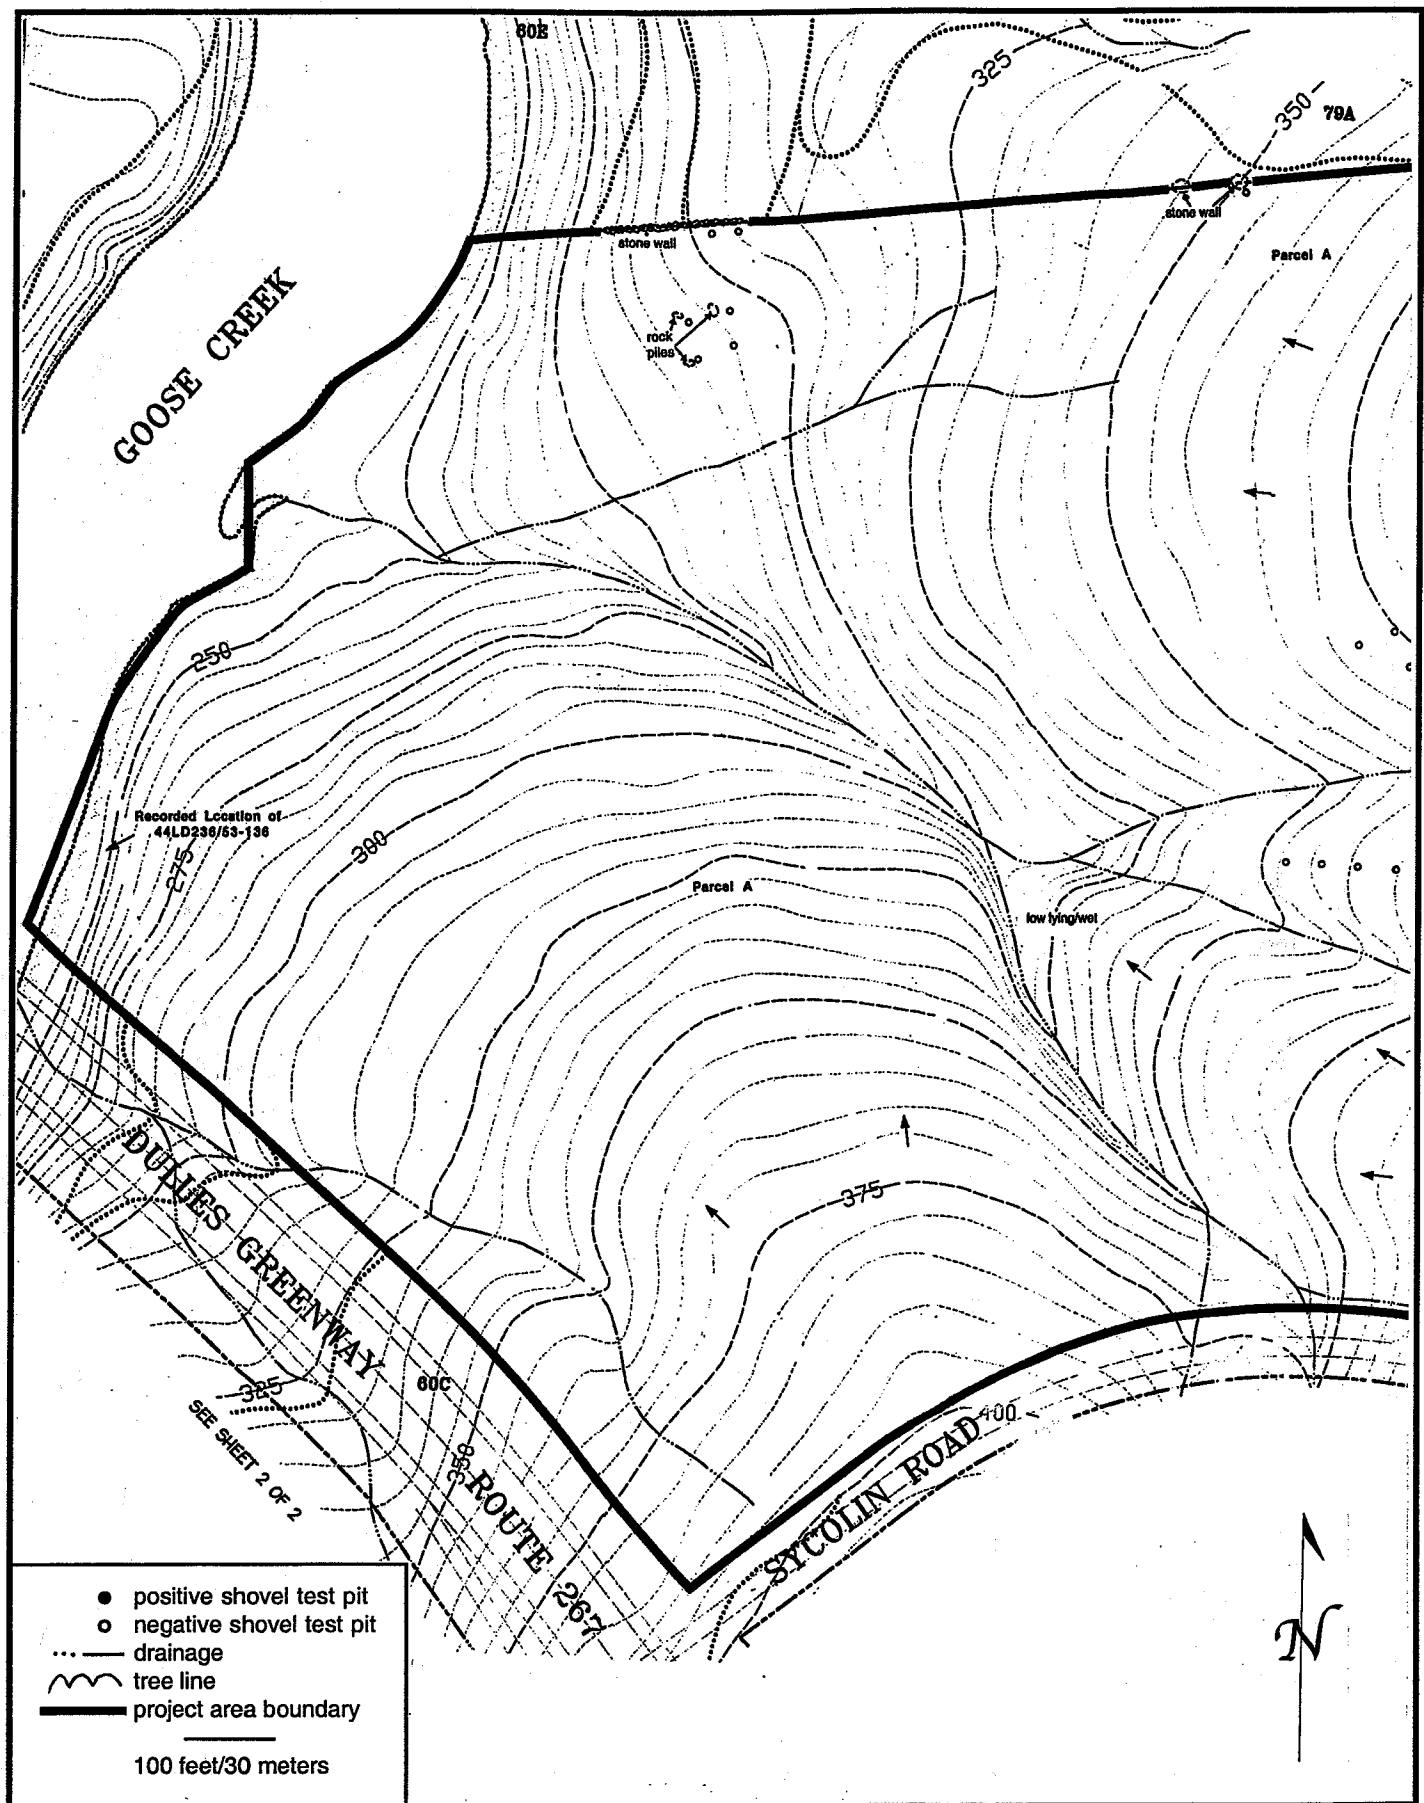 60E
325
350
79A
stone wall
stone wall
Parcel A
GOOSE CREEK
rock
piles
250
Recorded Location of
44LD236/53-136
275
300
Parcel A
low lying/wet
375
DULLES GREENWAY
325
60C
SEE SHEET 2 OF 2
350
ROUTE 267
SYCOLIN ROAD
400
N
positive shovel test pit
negative shovel test pit
drainage
tree line
project area boundary
100 feet/30 meters